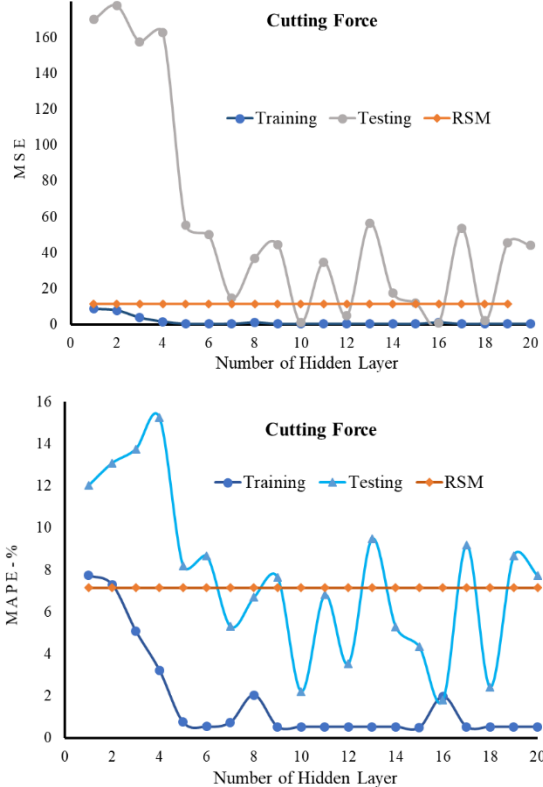 Cutting Force
160
140
120
100
80
60
40
20
0
MSE
Training Testing RSM
0 2 4 6 8 10 12 14 16 18 20
Number of Hidden Layer
16
14
12
10
8
6
4
2
0
MAPE-%
Cutting Force
Training Testing RSM
0 2 4 6 8 10 12 14 16 18 20
Number of Hidden Layer